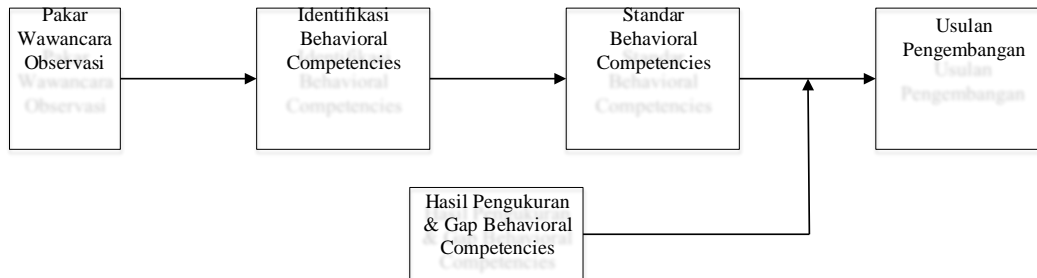 Pakar
Wawancara
Observasi
Identifikasi
Behavioral
Competencies
Standar
Behavioral
Competencies
Usulan
Pengembangan
Hasil Pengukuran
& Gap Behavioral
Competencies